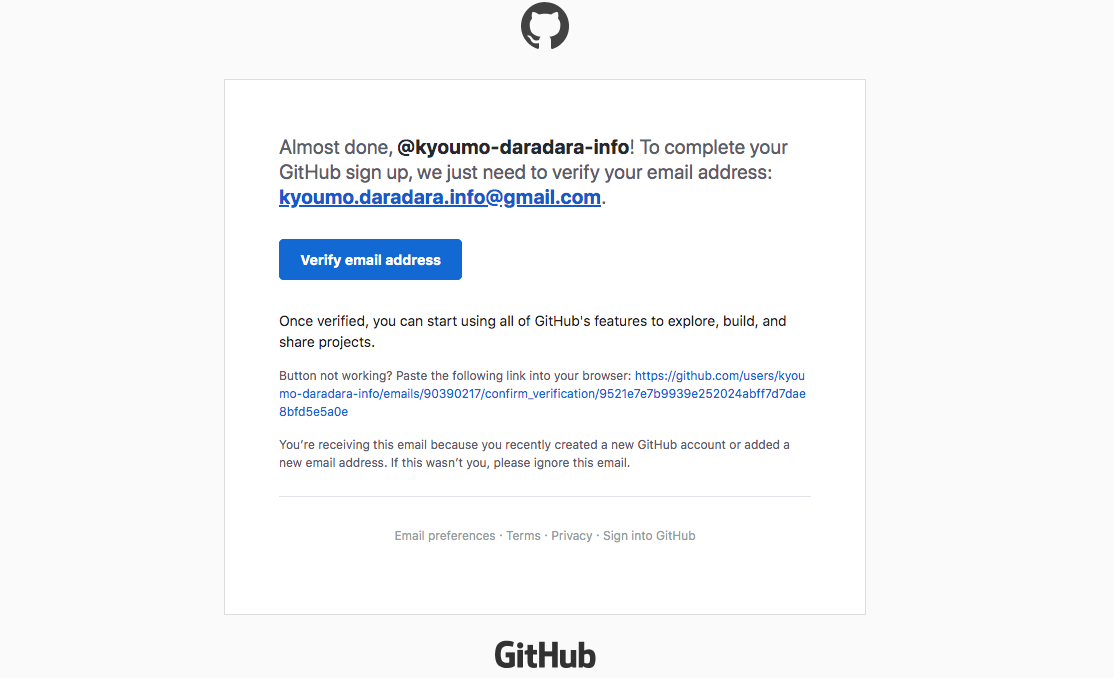 Almost done, @kyoumo-daradara-info! To complete your
GitHub sign up, we just need to verify your email address:
kyoumo.daradara.info@gmail.com.
Verify email address
Once verified, you can start using all of GitHub's features to explore, build, and
share projects.
Button not working? Paste the following link into your browser: https://github.com/users/kyou
mo-daradara-info/emails/90390217/confirm_verification/9521e7e7b9939e252024abff7d7dae
8bfd5e5a0e
You’re receiving this email because you recently created a new GitHub account or added a
new email address. If this wasn’t you, please ignore this email.
Email preferences · Terms · Privacy · Sign into GitHub
GitHub